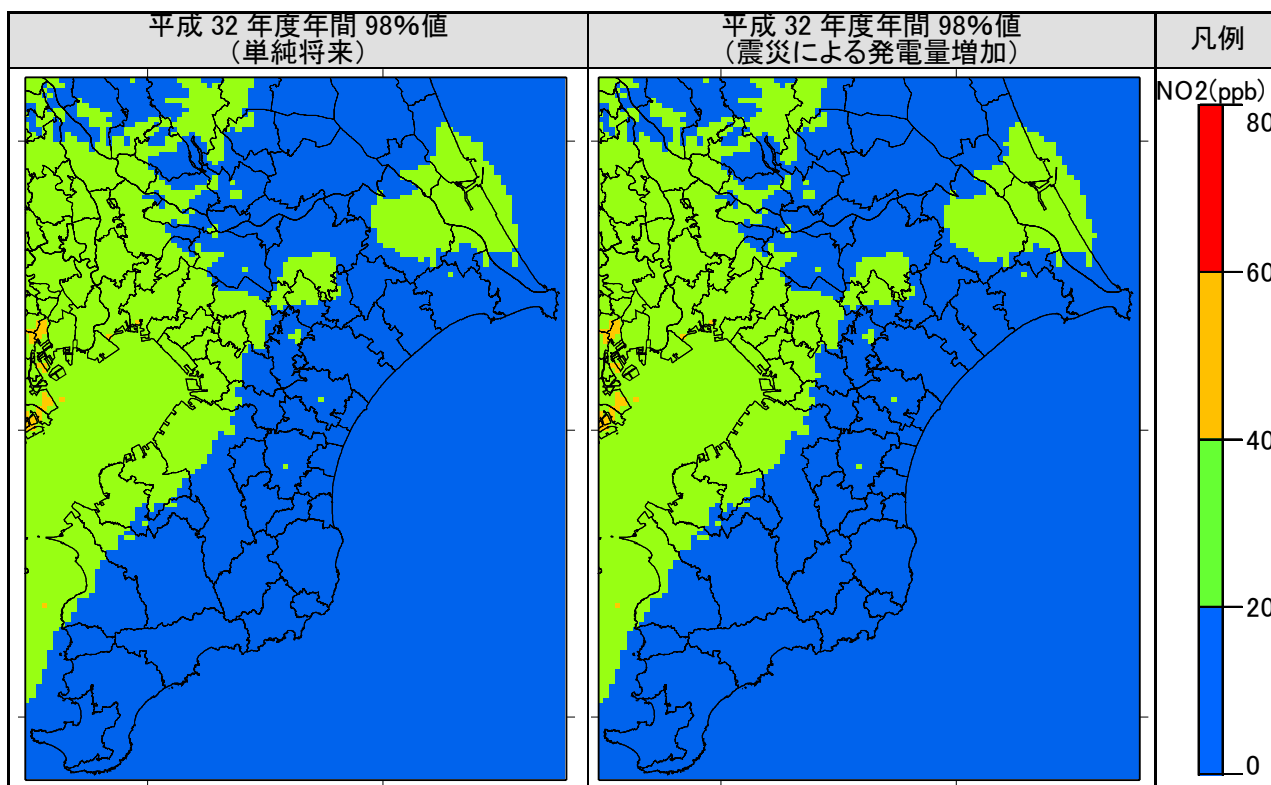 平成 32 年度年間 98%値
（単純将来）
平成 32 年度年間 98%値
（震災による発電量増加）
凡例
NO2(ppb)
80
60
40
20
0